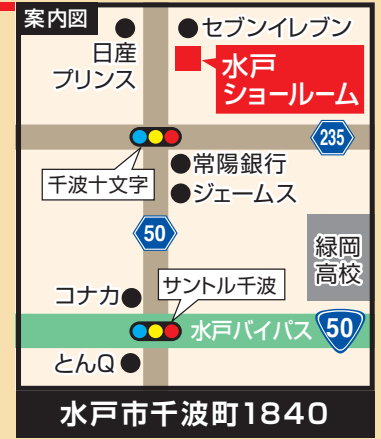 案内図
セブンイレブン
日産
プリンス
水戸
ショールーム
235
千波十文字
常陽銀行
ジェームス
50
緑岡
高校
コナカ
サントル千波
水戸バイパス
50
とんQ
水戸市千波町1840